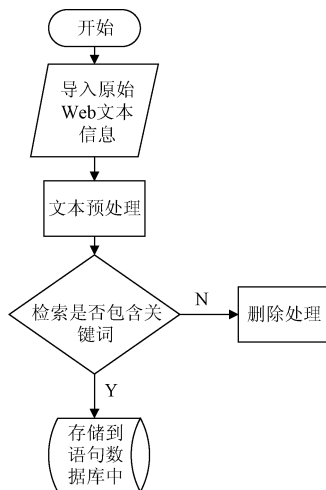 开始
导入原始
Web文本
信息
文本预处理
检索是否包含关
键词
N
删除处理
Y
存储到
语句数
据库中